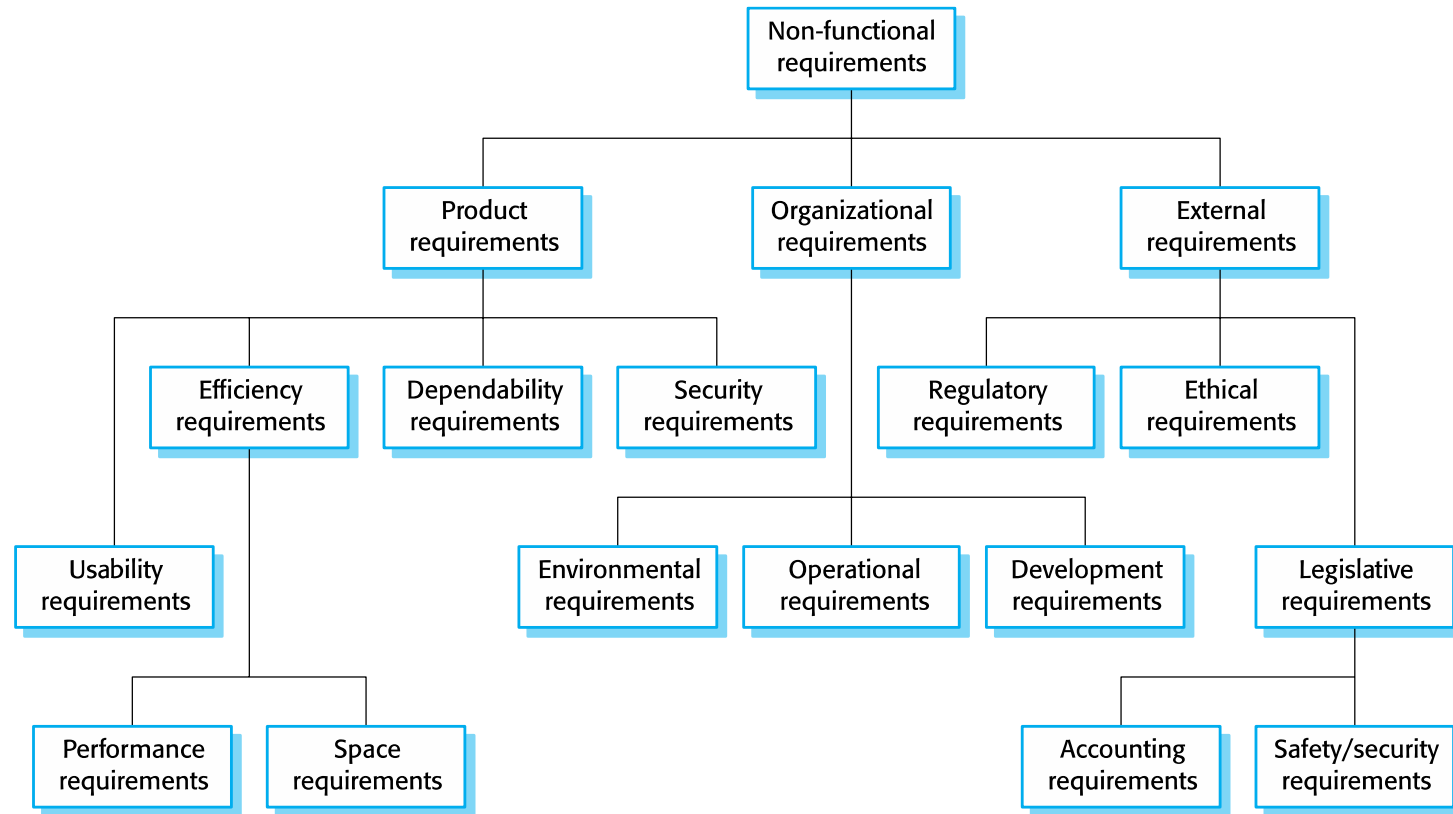 Non-functional
requirements
Product
requirements
Organizational
requirements
External
requirements
Efficiency
requirements
Dependability
requirements
Security
requirements
Regulatory
requirements
Ethical
requirements
Usability
requirements
Environmental
requirements
Operational
requirements
Development
requirements
Legislative
requirements
Performance
requirements
Space
requirements
Accounting
requirements
Safety/security
requirements